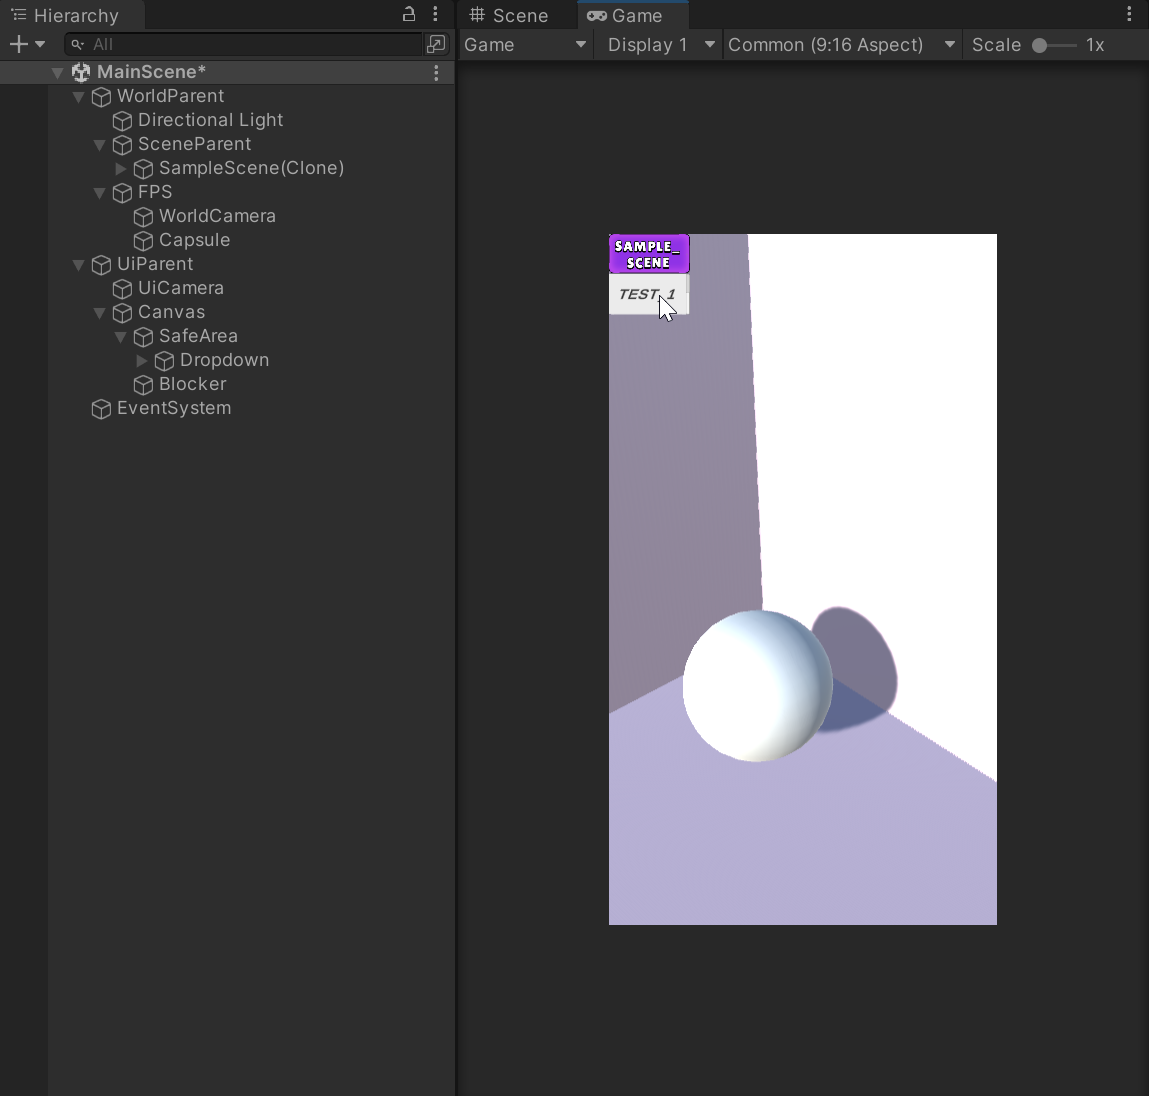 Hierarchy
All
MainScene*
WorldParent
Directional Light
SceneParent
SampleScene(Clone)
FPS
WorldCamera
Capsule
UiParent
UiCamera
Canvas
SafeArea
Dropdown
Blocker
EventSystem
Scene
Game
Game
Display 1
Common (9:16 Aspect)
Scale
1x
SAMPLE_
SCENE
TEST_1